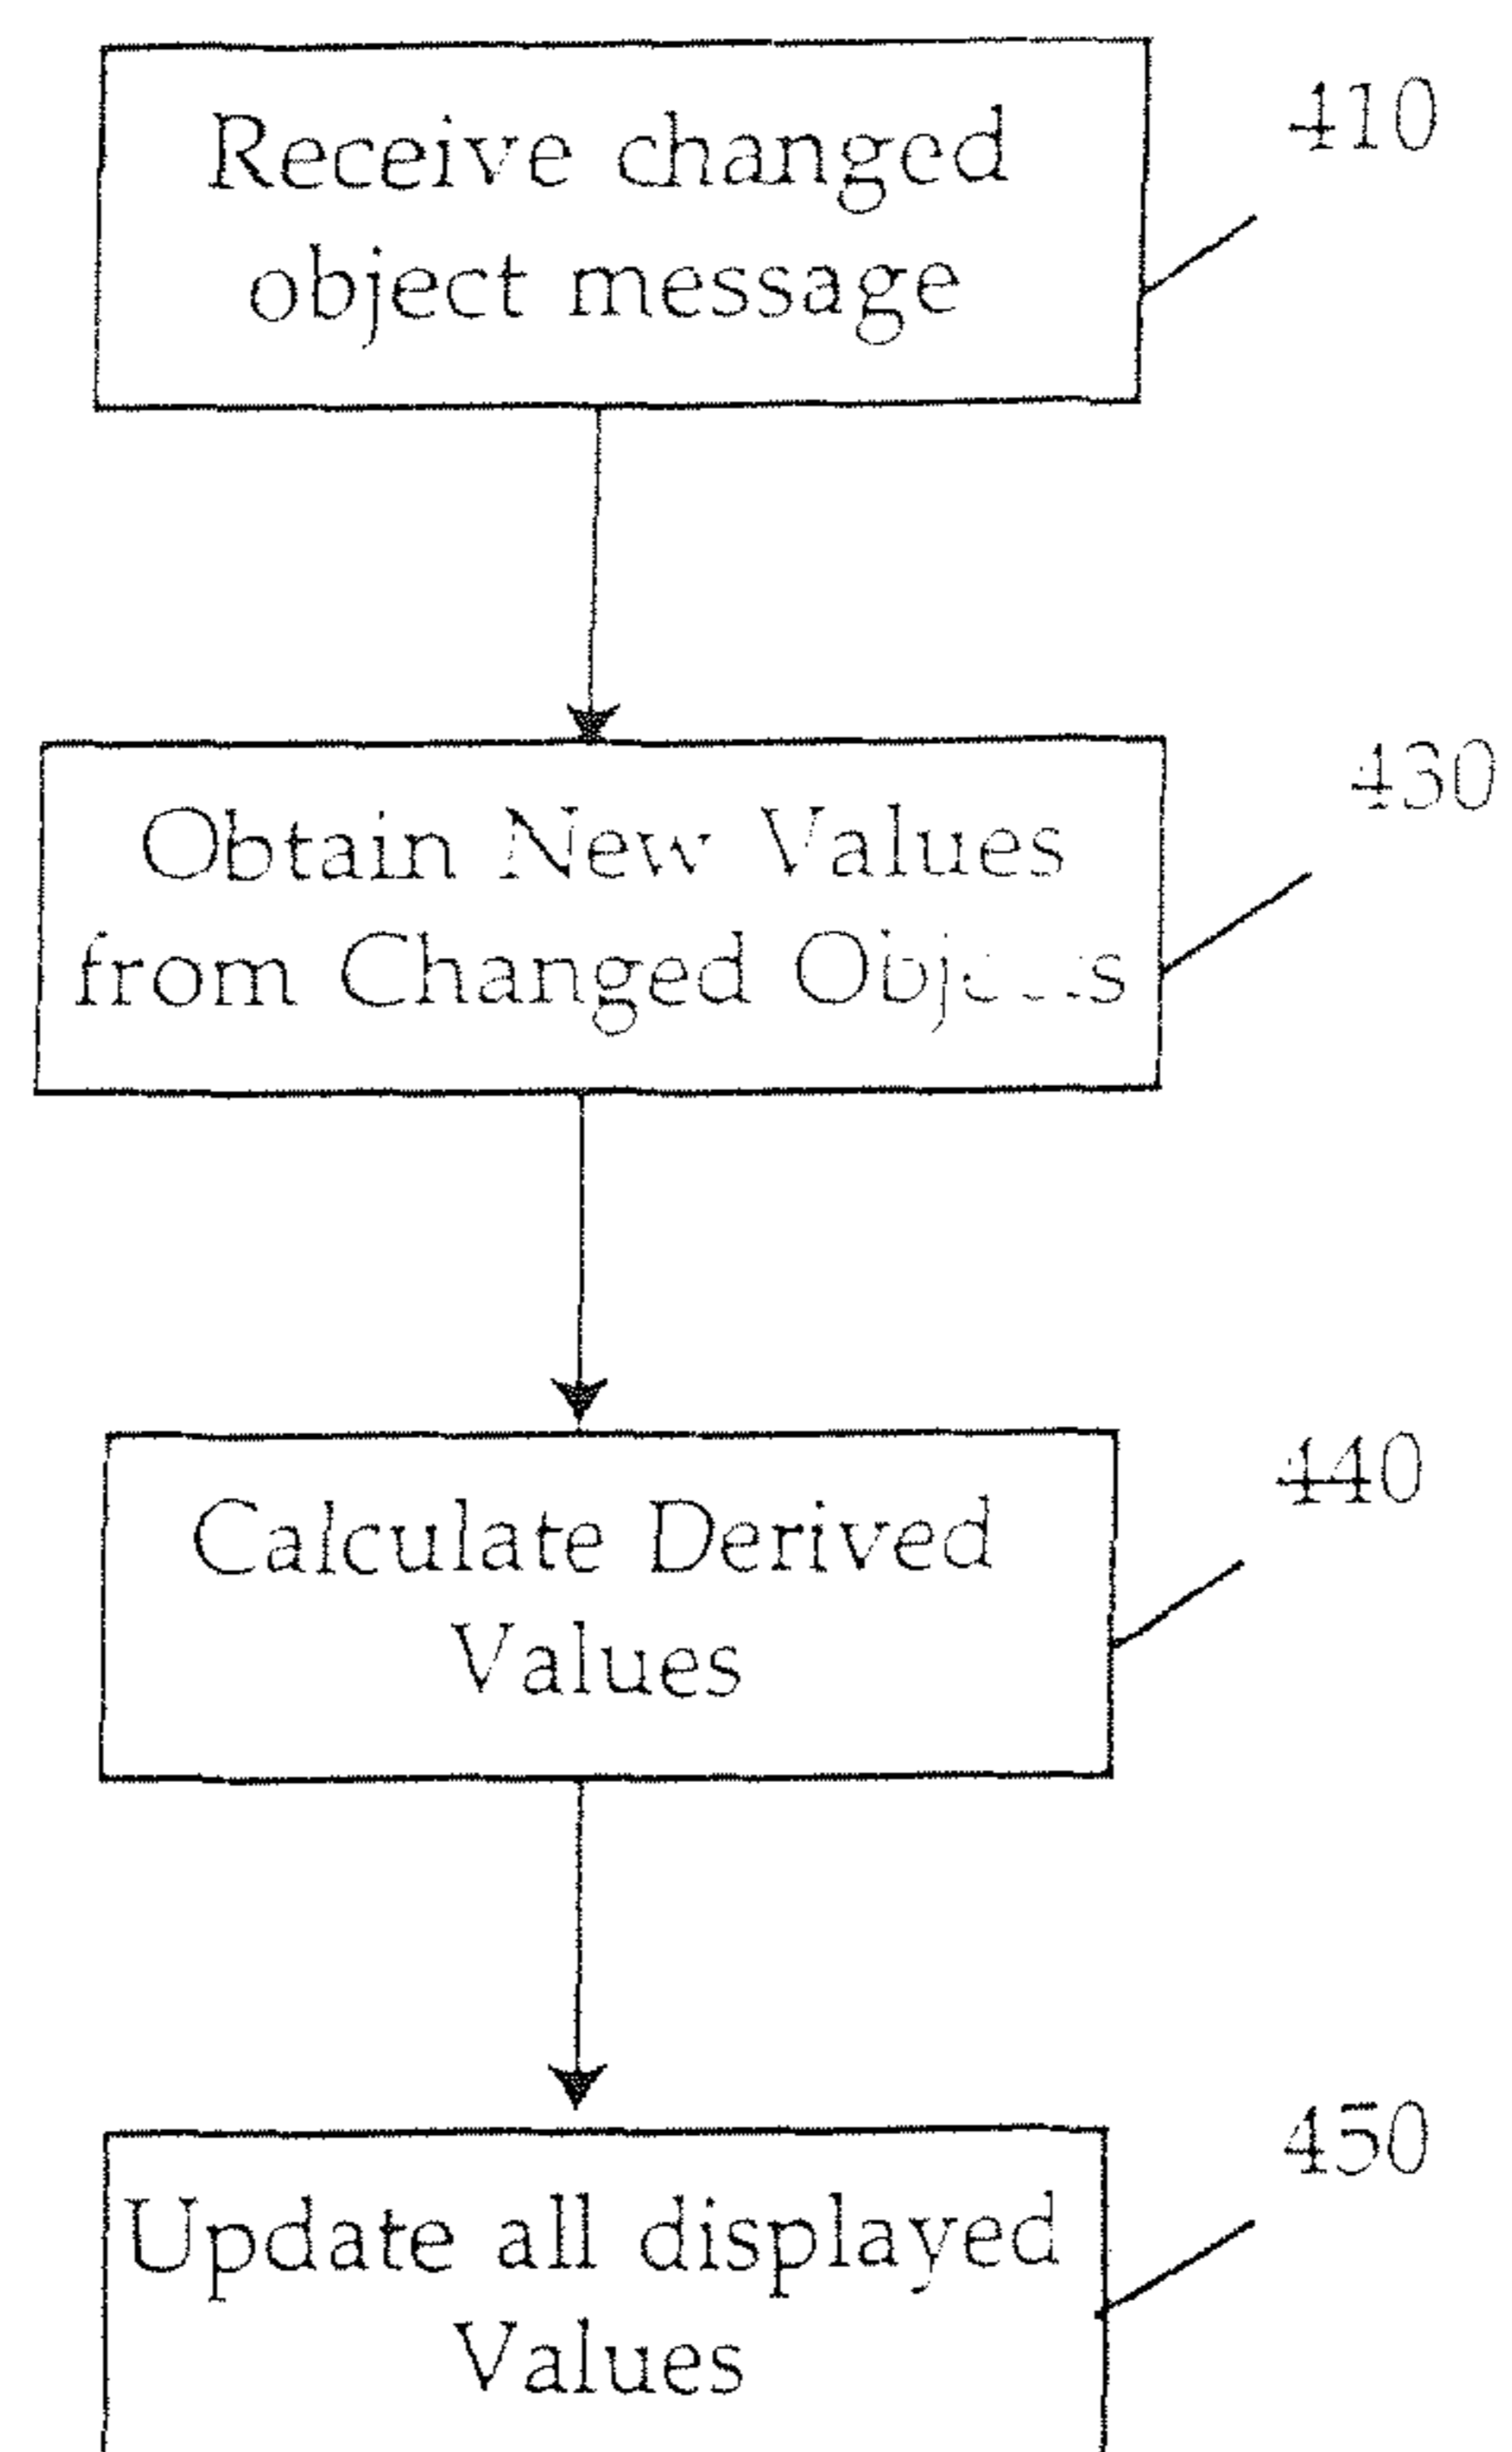 Receive changed
object message
410
Obtain New Values
from Changed Objects
430
Calculate Derived
Values
440
Update all displayed
Values
450